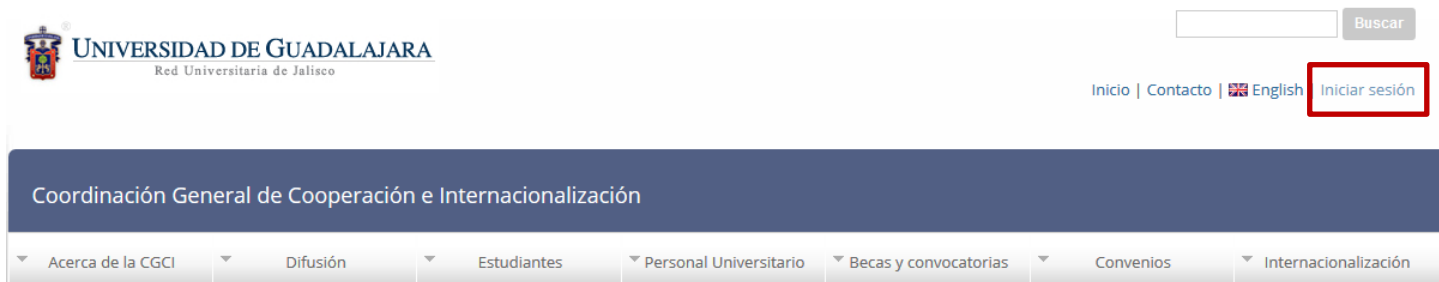 Buscar
® UNIVERSIDAD DE GUADALAJARA
Red Universitaria de Jalisco
Inicio | Contacto | English | Iniciar sesión
Coordinación General de Cooperación e Internacionalización
Acerca de la CGCI Difusión Estudiantes Personal Universitario Becas y convocatorias Convenios Internacionalización